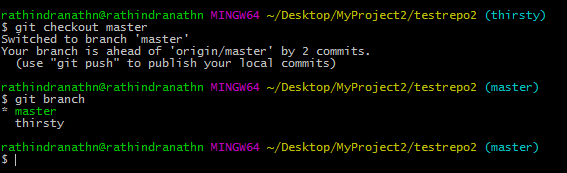 rathindranathn@rathindranathn MINGW64 ~/Desktop/MyProject2/testrepo2 (thirsty)
$ git checkout master
Switched to branch 'master'
Your branch is ahead of 'origin/master' by 2 commits.
  (use "git push" to publish your local commits)
rathindranathn@rathindranathn MINGW64 ~/Desktop/MyProject2/testrepo2 (master)
$ git branch
* master
  thirsty
rathindranathn@rathindranathn MINGW64 ~/Desktop/MyProject2/testrepo2 (master)
$